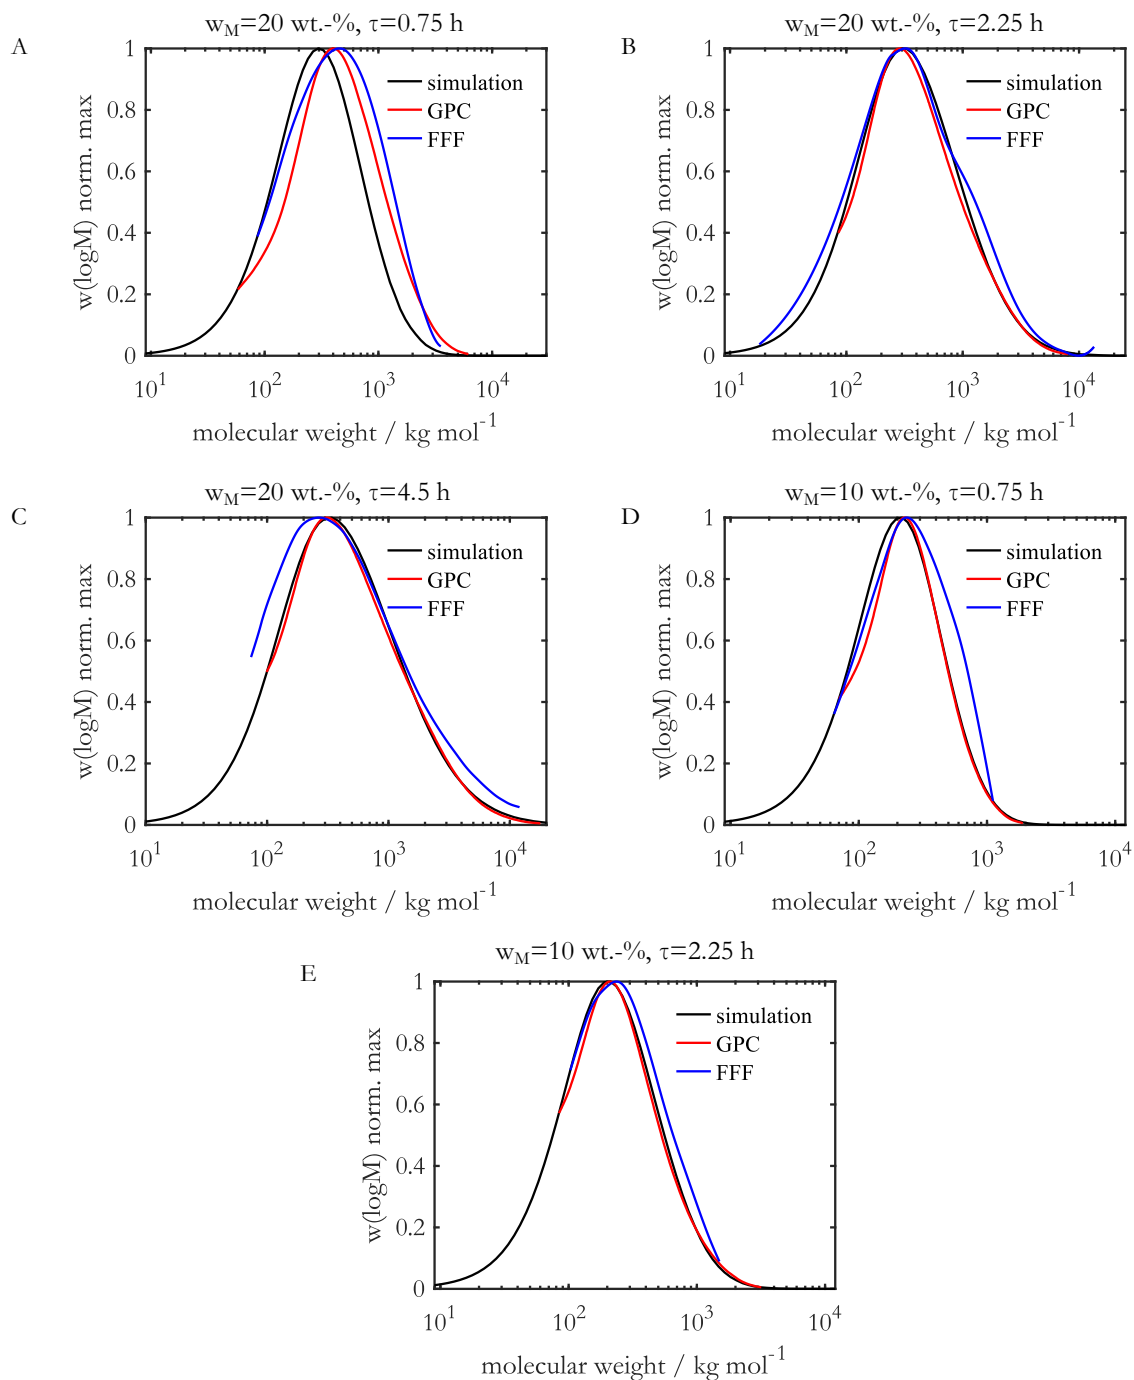 A
w_M=20 wt.-%, τ=0.75 h
w(logM) norm. max
1
0.8
0.6
0.4
0.2
0
simulation
GPC
FFF
10^1
10^2
10^3
10^4
molecular weight / kg mol^-1
B
w_M=20 wt.-%, τ=2.25 h
w(logM) norm. max
1
0.8
0.6
0.4
0.2
0
simulation
GPC
FFF
10^1
10^2
10^3
10^4
molecular weight / kg mol^-1
C
w_M=20 wt.-%, τ=4.5 h
w(logM) norm. max
1
0.8
0.6
0.4
0.2
0
simulation
GPC
FFF
10^1
10^2
10^3
10^4
molecular weight / kg mol^-1
D
w_M=10 wt.-%, τ=0.75 h
w(logM) norm. max
1
0.8
0.6
0.4
0.2
0
simulation
GPC
FFF
10^1
10^2
10^3
10^4
molecular weight / kg mol^-1
E
w_M=10 wt.-%, τ=2.25 h
w(logM) norm. max
1
0.8
0.6
0.4
0.2
0
simulation
GPC
FFF
10^1
10^2
10^3
10^4
molecular weight / kg mol^-1